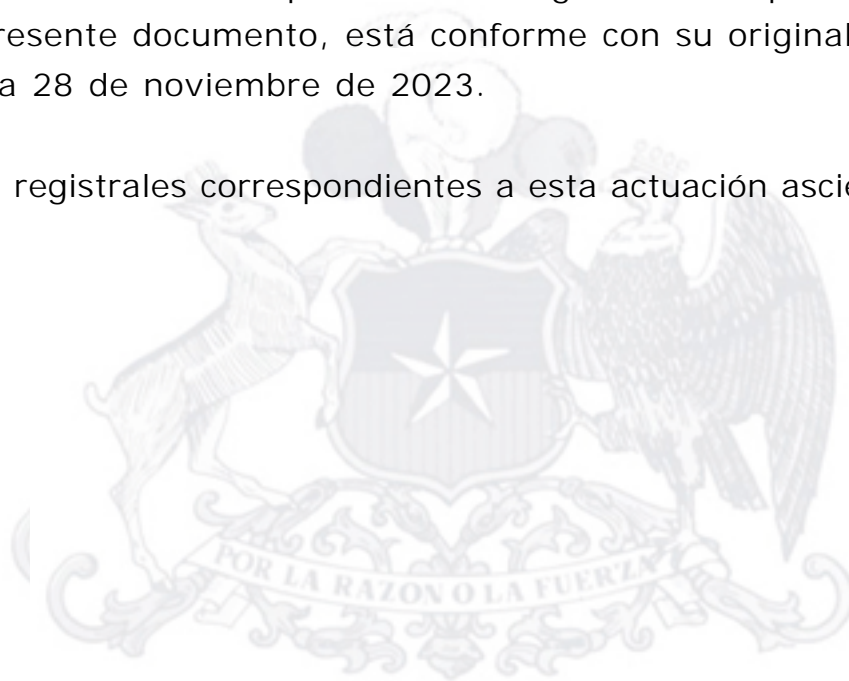 resente documento, está conforme con su original
a 28 de noviembre de 2023.
registrales correspondientes a esta actuación ascie
POR LA RAZON O LA FUERZA